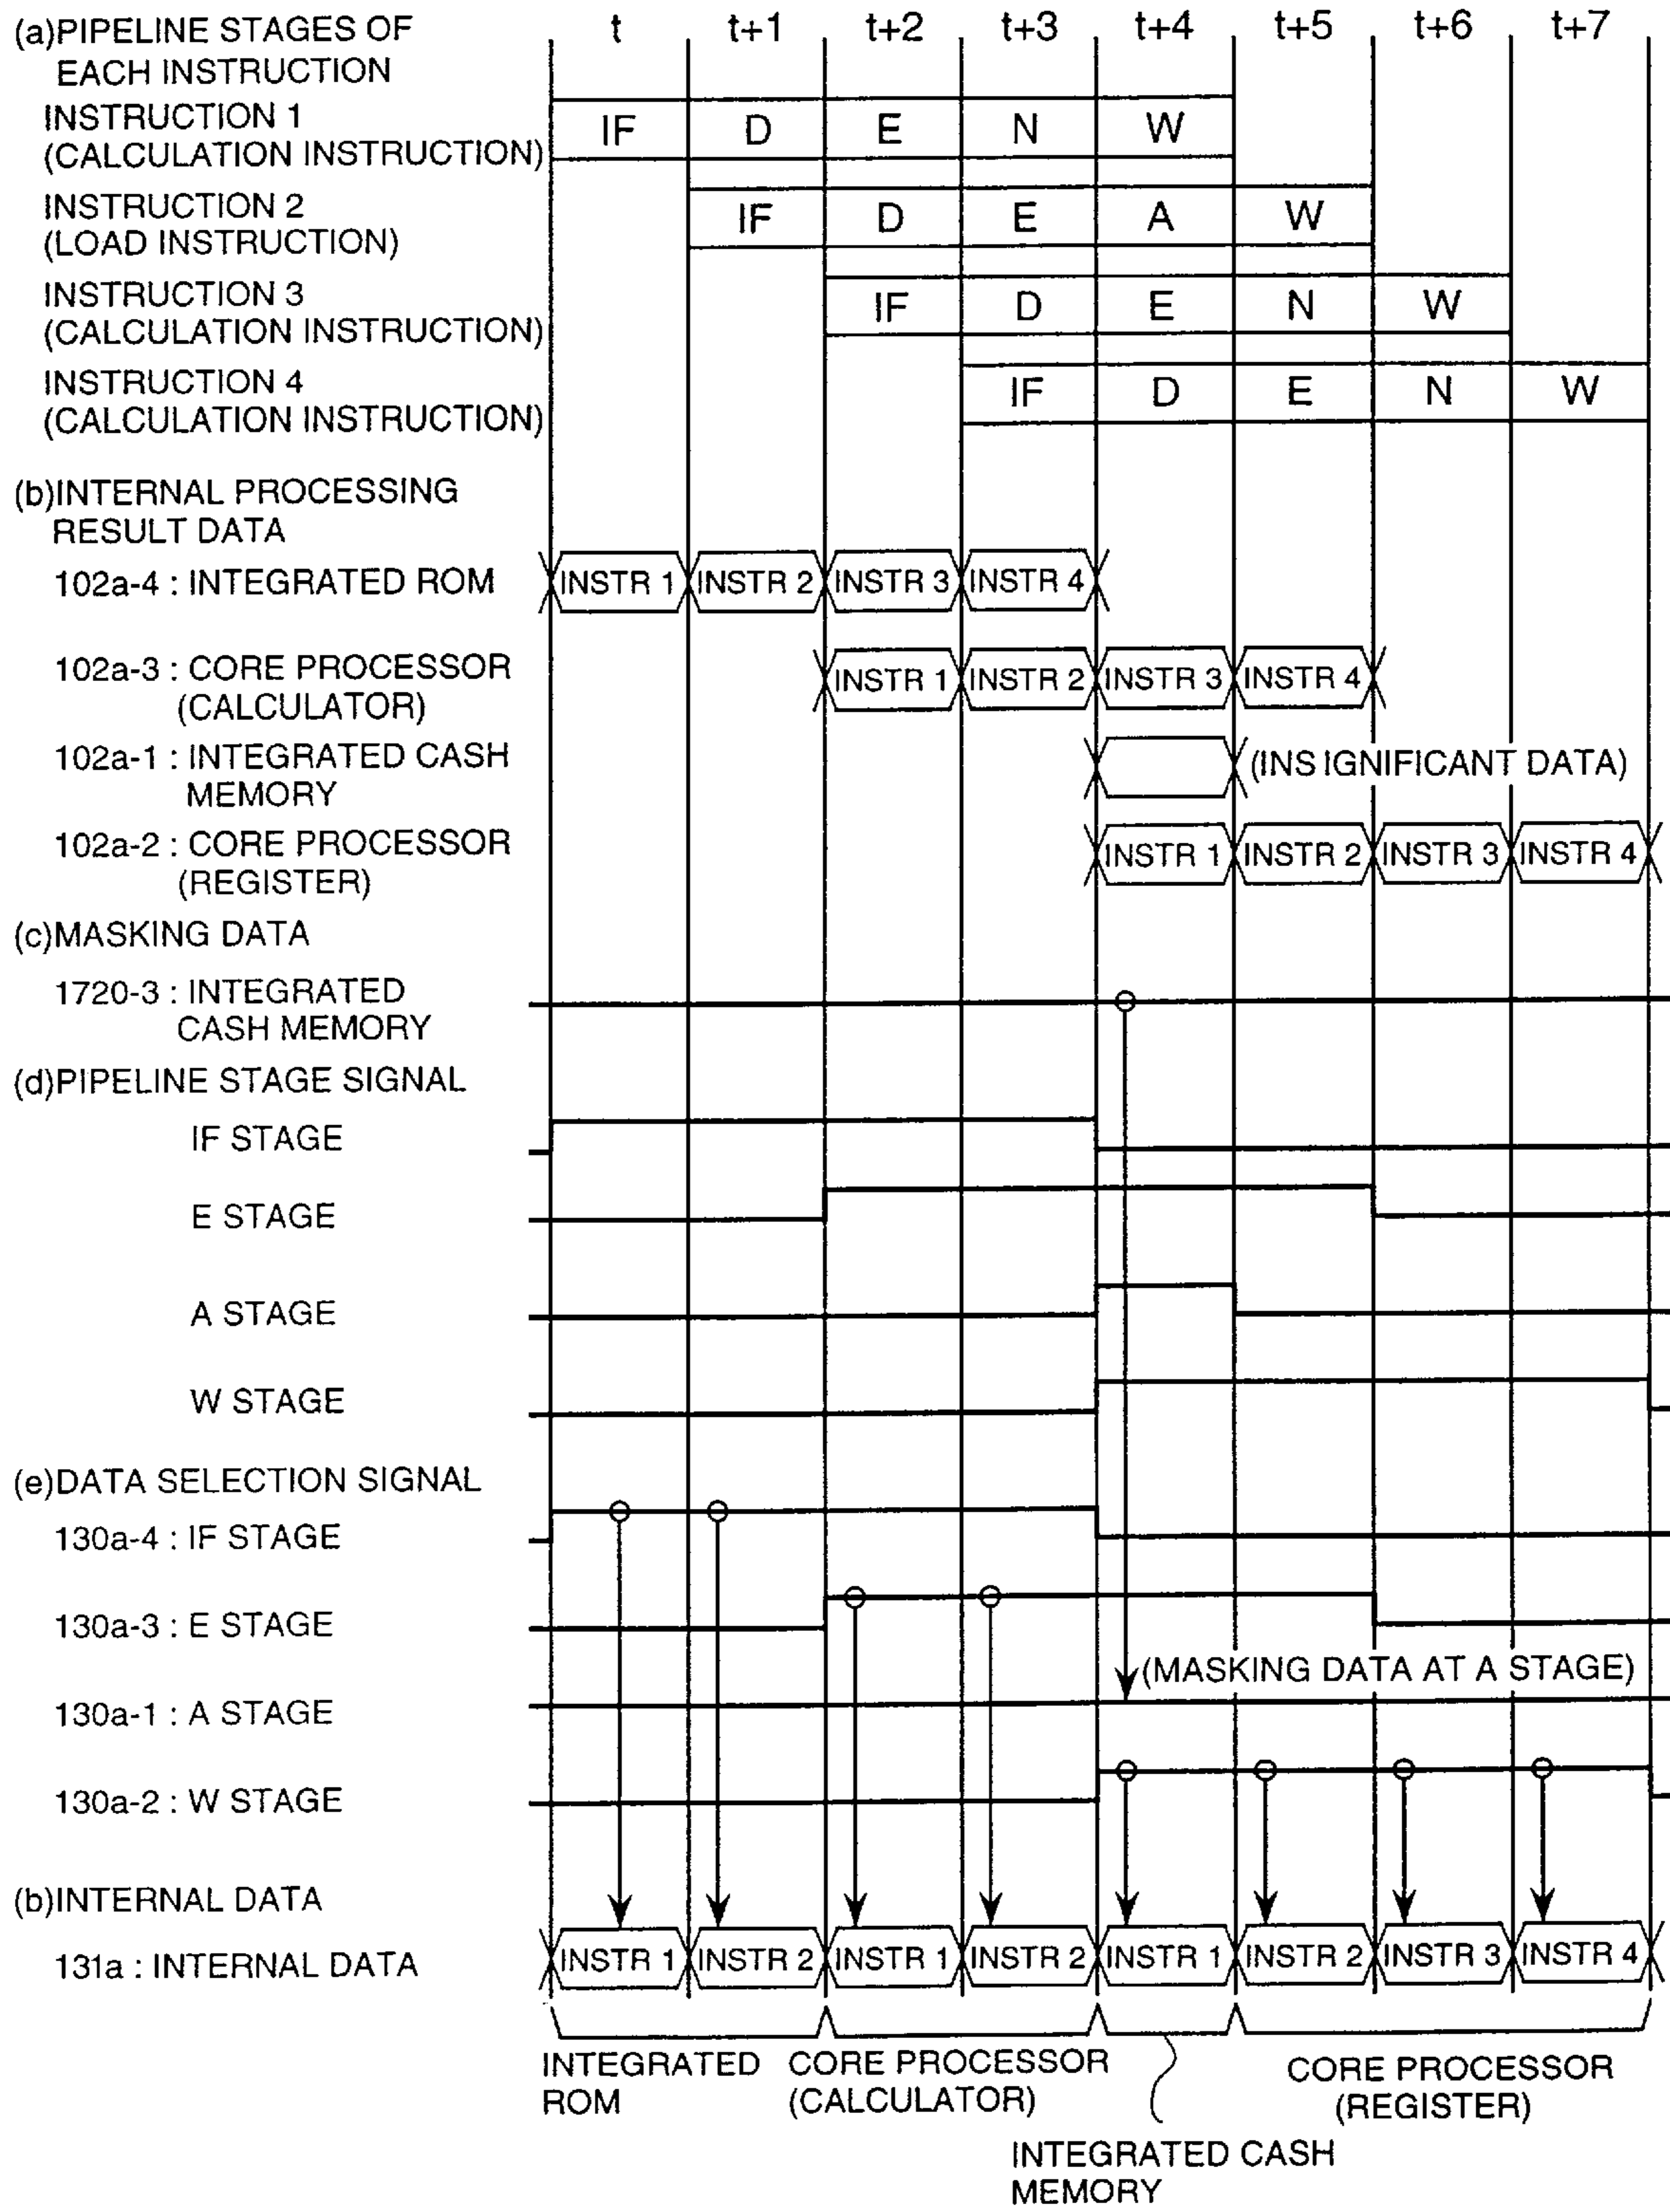 (a)PIPELINE STAGES OF
EACH INSTRUCTION
t t+1 t+2 t+3 t+4 t+5 t+6 t+7
INSTRUCTION 1
(CALCULATION INSTRUCTION)
IF D E N W
INSTRUCTION 2
(LOAD INSTRUCTION)
IF D E A W
INSTRUCTION 3
(CALCULATION INSTRUCTION)
IF D E N W
INSTRUCTION 4
(CALCULATION INSTRUCTION)
IF D E N W
(b)INTERNAL PROCESSING
RESULT DATA
102a-4 : INTEGRATED ROM
INSTR 1 INSTR 2 INSTR 3 INSTR 4
102a-3 : CORE PROCESSOR
(CALCULATOR)
INSTR 1 INSTR 2 INSTR 3 INSTR 4
102a-1 : INTEGRATED CASH
MEMORY
(INSIGNIFICANT DATA)
102a-2 : CORE PROCESSOR
(REGISTER)
INSTR 1 INSTR 2 INSTR 3 INSTR 4
(c)MASKING DATA
1720-3 : INTEGRATED
CASH MEMORY
(d)PIPELINE STAGE SIGNAL
IF STAGE
E STAGE
A STAGE
W STAGE
(e)DATA SELECTION SIGNAL
130a-4 : IF STAGE
130a-3 : E STAGE
(MASKING DATA AT A STAGE)
130a-1 : A STAGE
130a-2 : W STAGE
(b)INTERNAL DATA
131a : INTERNAL DATA
INSTR 1 INSTR 2 INSTR 1 INSTR 2 INSTR 1 INSTR 2 INSTR 3 INSTR 4
INTEGRATED
ROM
CORE PROCESSOR
(CALCULATOR)
INTEGRATED CASH
MEMORY
CORE PROCESSOR
(REGISTER)